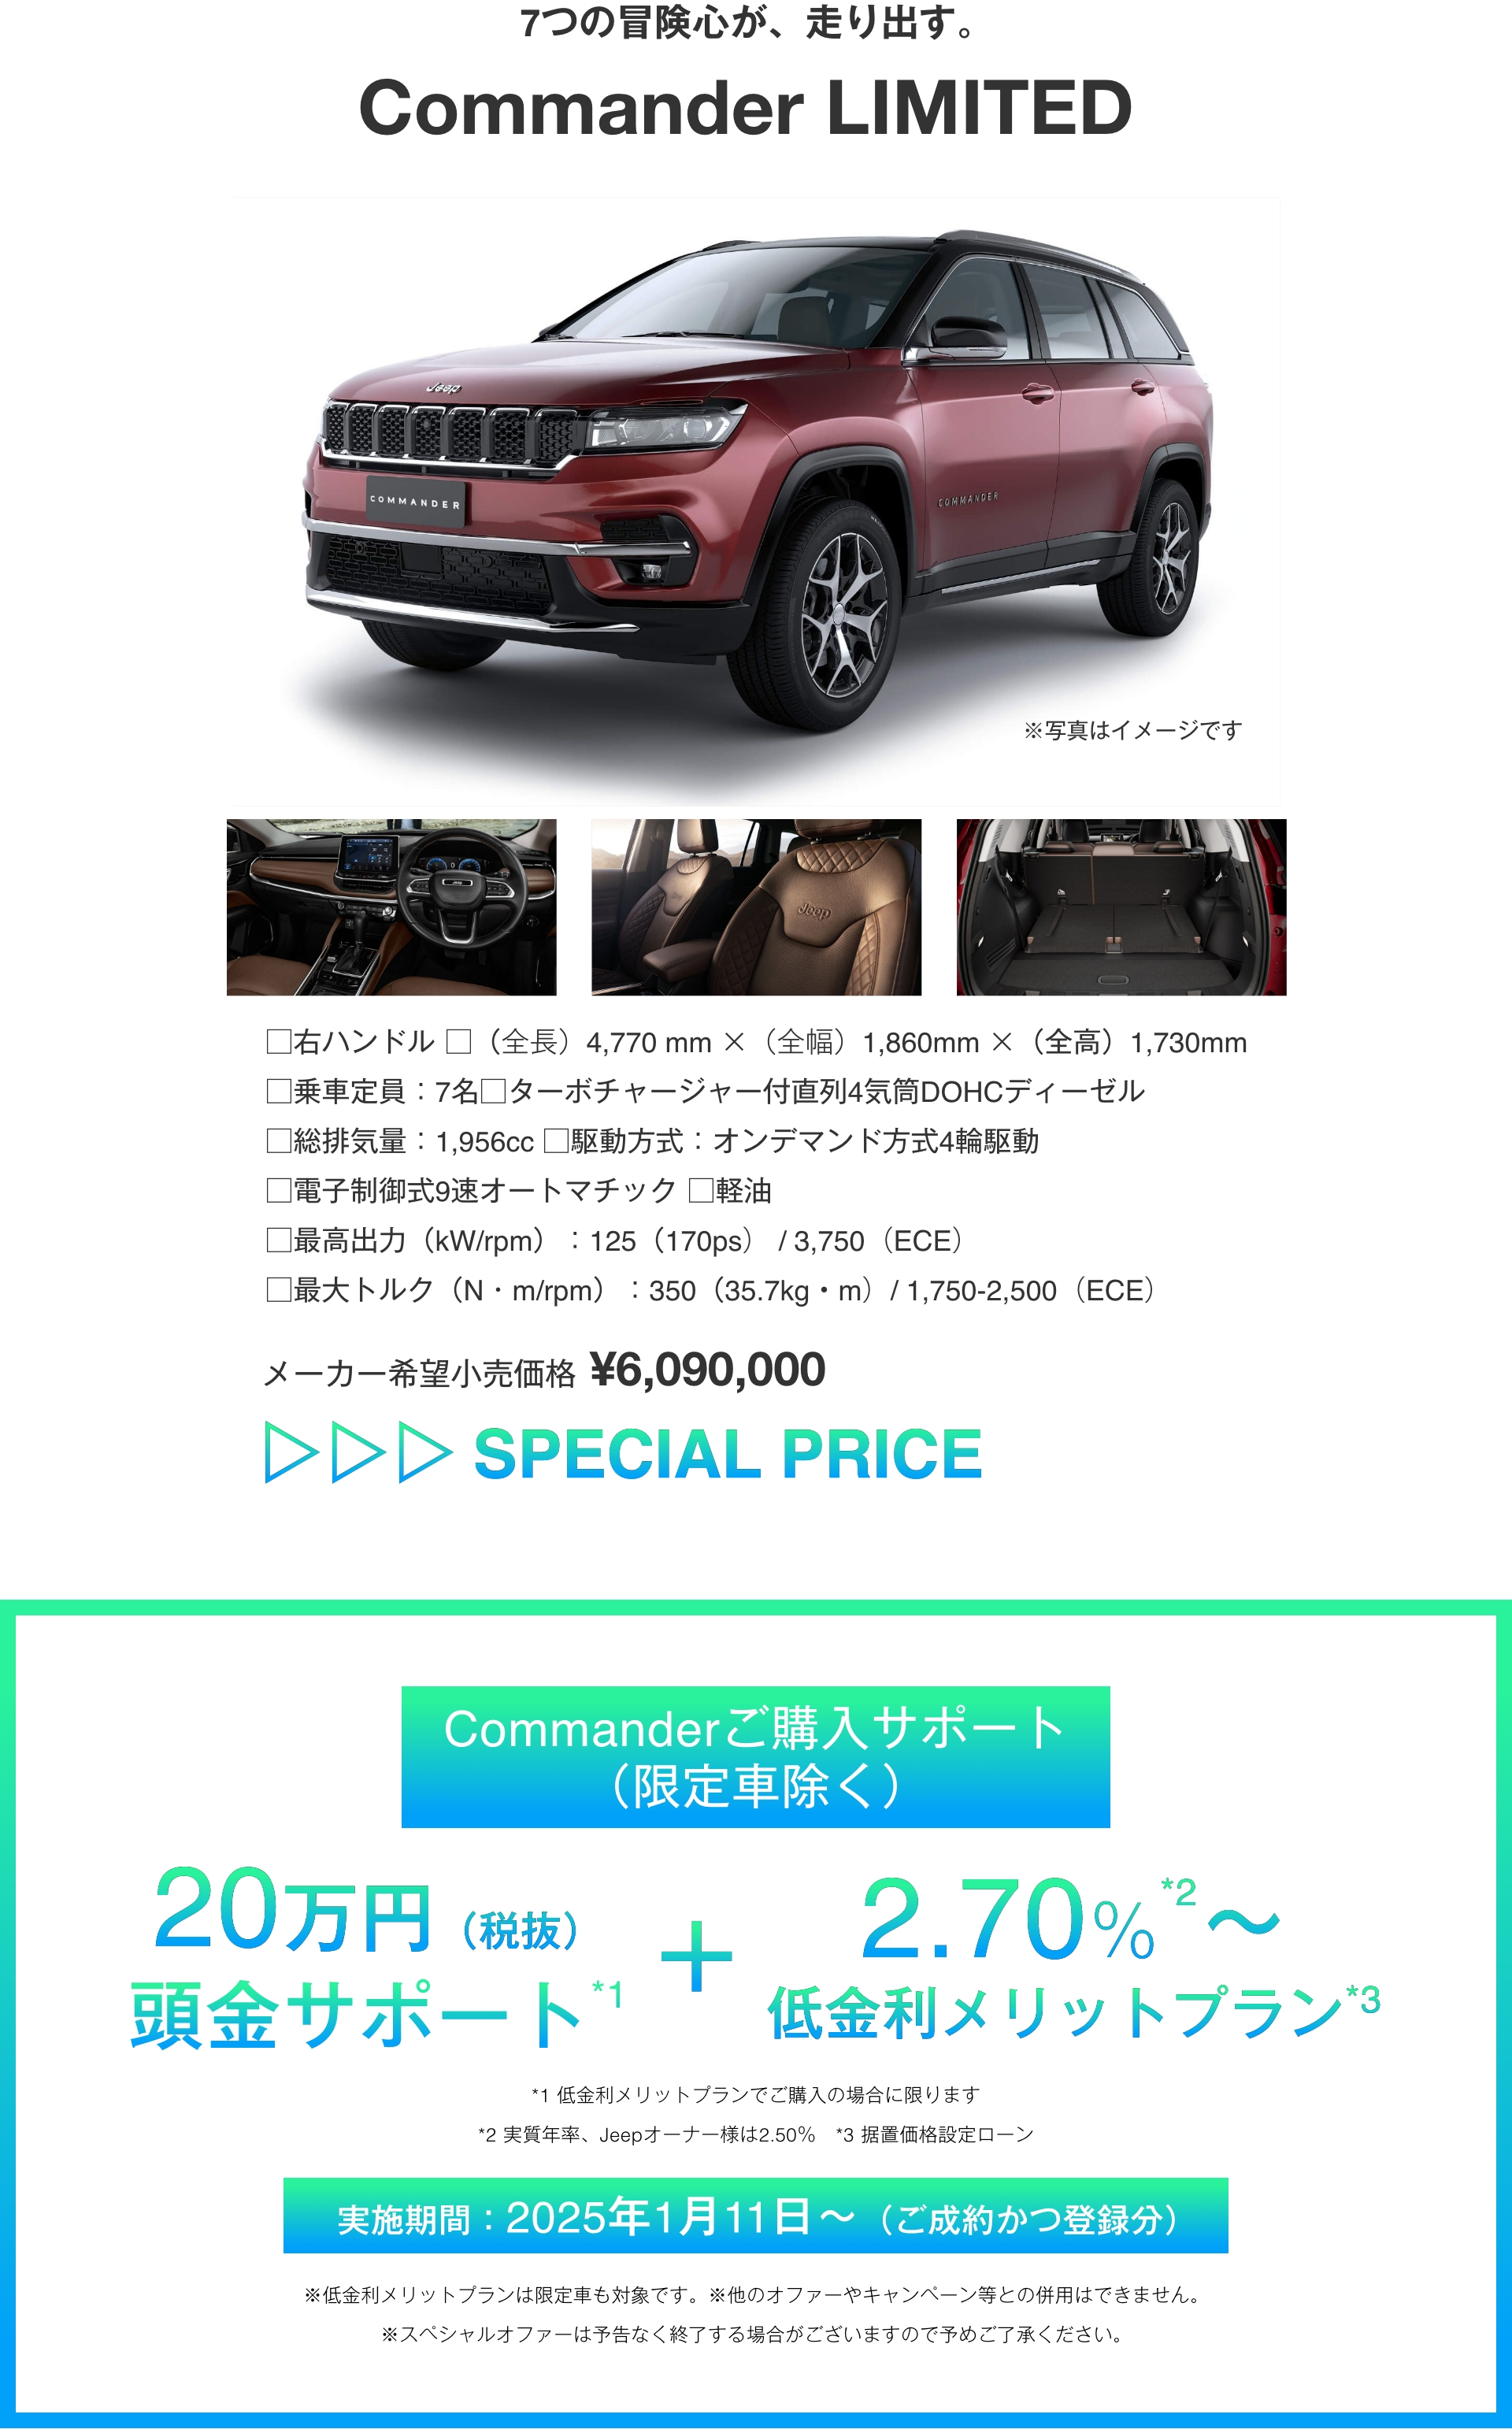 7つの冒険心が、走り出す。
Commander LIMITED
Jeep
COMMANDER
COMMANDER
※写真はイメージです
Jeep
□右ハンドル □（全長）4,770 mm ×（全幅）1,860mm ×（全高）1,730mm
□乗車定員：7名□ターボチャージャー付直列4気筒DOHCディーゼル
□総排気量：1,956cc □駆動方式：オンデマンド方式4輪駆動
□電子制御式9速オートマチック □軽油
□最高出力（kW/rpm）：125（170ps） / 3,750（ECE）
□最大トルク（N・m/rpm）：350（35.7kg・m）/ 1,750-2,500（ECE）
メーカー希望小売価格 ¥6,090,000
▷▷▷ SPECIAL PRICE
Commanderご購入サポート
（限定車除く）
20万円（税抜）
頭金サポート*1
＋
2.70%*2〜
低金利メリットプラン*3
*1 低金利メリットプランでご購入の場合に限ります
*2 実質年率、Jeepオーナー様は2.50%　*3 据置価格設定ローン
実施期間：2025年1月11日〜（ご成約かつ登録分）
※低金利メリットプランは限定車も対象です。※他のオファーやキャンペーン等との併用はできません。
※スペシャルオファーは予告なく終了する場合がございますので予めご了承ください。